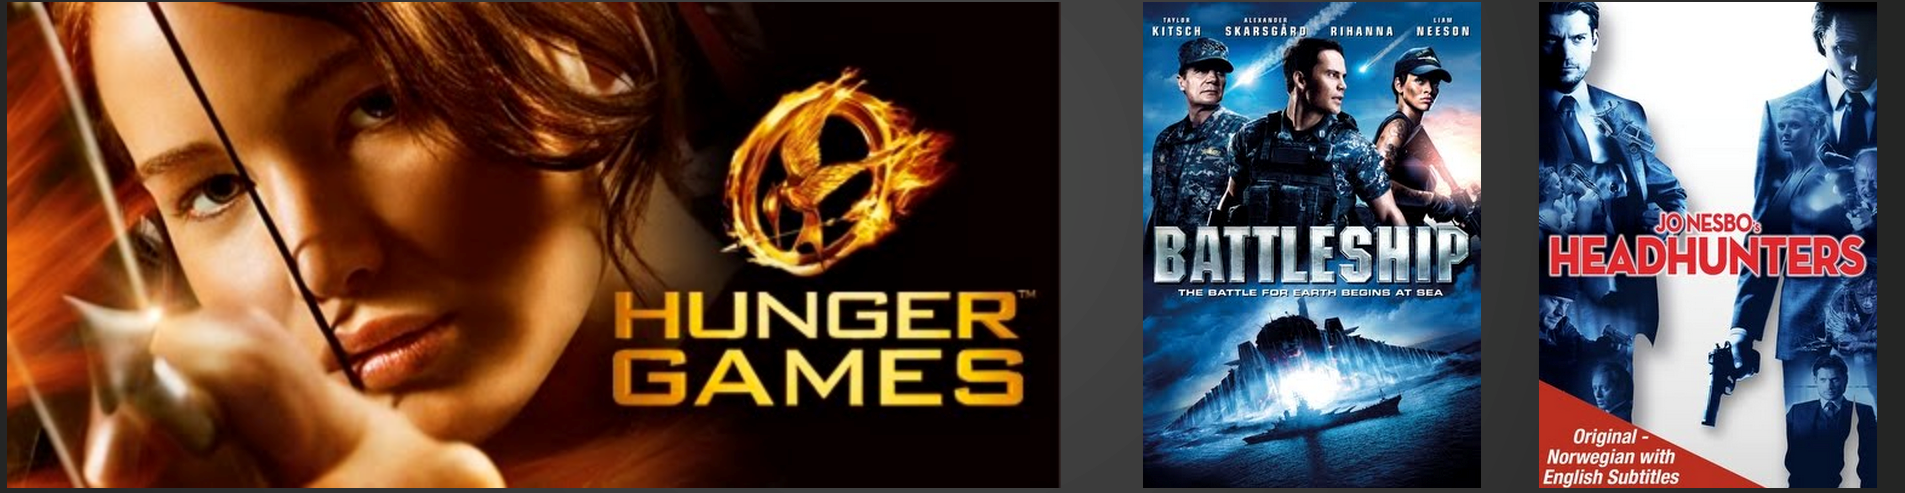 HUNGER™
GAMES
TAYLOR KITSCH ALEXANDER SKARSGÅRD RIHANNA LIAM NEESON
BATTLESHIP
THE BATTLE FOR EARTH BEGINS AT SEA
JO NESBO's
HEADHUNTERS
Original -
Norwegian with
English Subtitles